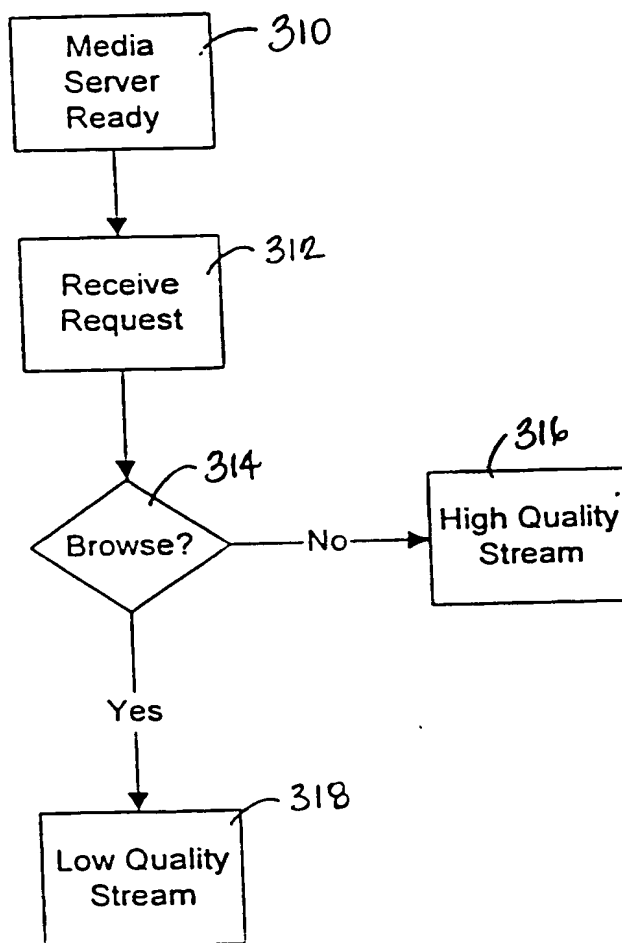 Media
Server
Ready
310
Receive
Request
312
314
Browse?
No
316
High Quality
Stream
Yes
318
Low Quality
Stream